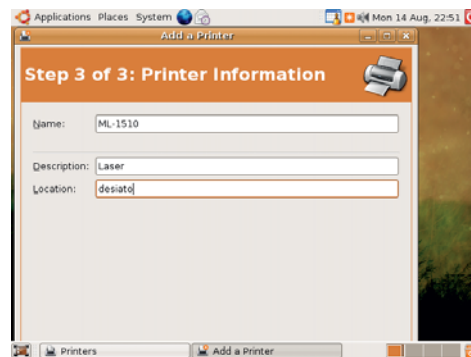 Applications Places System Mon 14 Aug, 22:51
Add a Printer
Step 3 of 3: Printer Information
Name: ML-1510
Description: Laser
Location: desiato
Printers Add a Printer